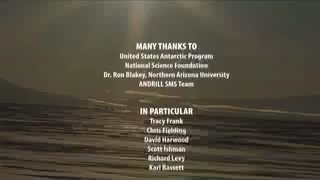 MANY THANKS TO
United States Antarctic Program
National Science Foundation
Dr. Ron Blakey, Northern Arizona University
ANDRILL SMS Team
IN PARTICULAR
Tracy Frank
Chris Fielding
David Harwood
Scott Ishman
Richard Levy
Kari Bassett